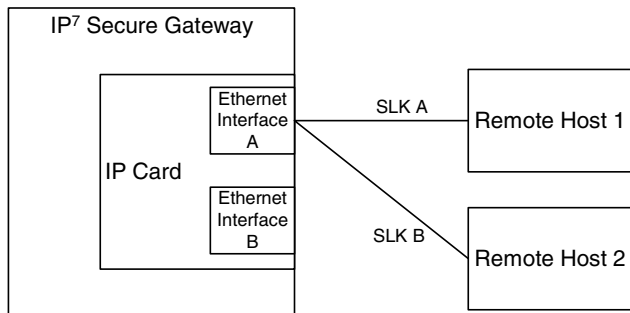 IP⁷ Secure Gateway
Ethernet
Interface
A
IP Card
Ethernet
Interface
B
SLK A
SLK B
Remote Host 1
Remote Host 2